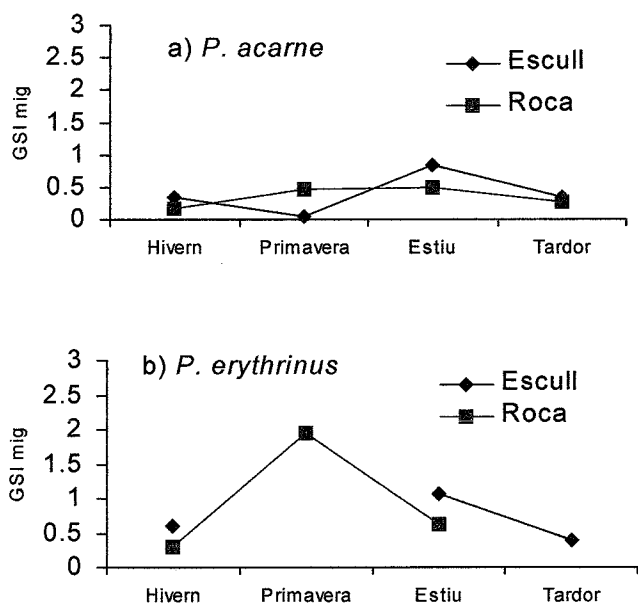 3
a) P. acarne
Escull
2.5
2
Roca
1.5
GSI mig
1
0.5
0
Hivern Primavera Estiu Tardor
3
b) P. erythrinus
Escull
2.5
Roca
2
1.5
GSI mig
1
0.5
0
Hivern Primavera Estiu Tardor